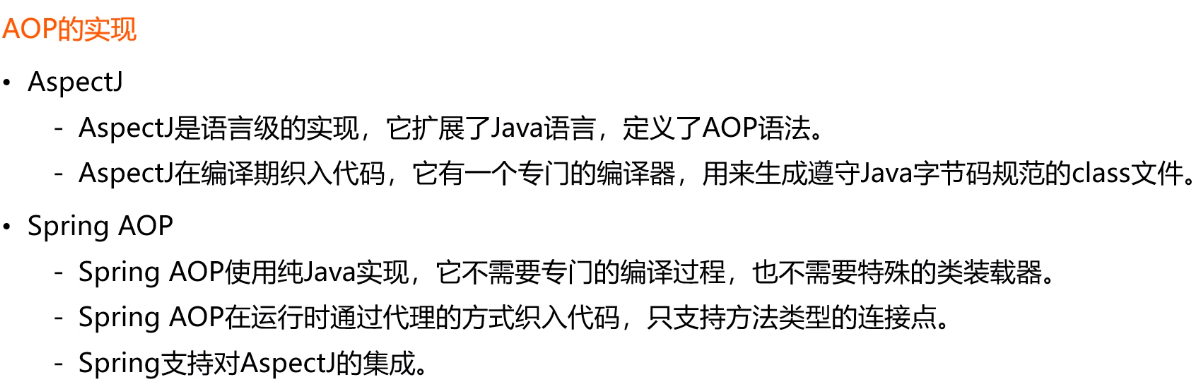 AOP的实现
• AspectJ
- AspectJ是语言级的实现，它扩展了Java语言，定义了AOP语法。
- AspectJ在编译期织入代码，它有一个专门的编译器，用来生成遵守Java字节码规范的class文件。
• Spring AOP
- Spring AOP使用纯Java实现，它不需要专门的编译过程，也不需要特殊的类装载器。
- Spring AOP在运行时通过代理的方式织入代码，只支持方法类型的连接点。
- Spring支持对AspectJ的集成。